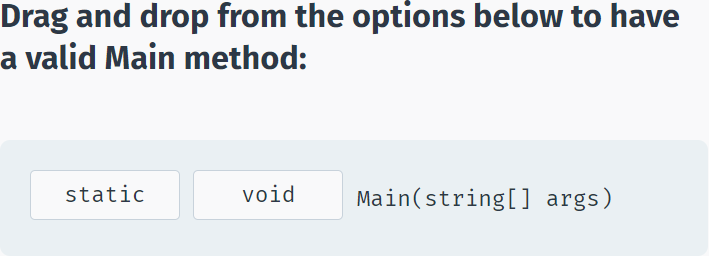 Drag and drop from the options below to have
a valid Main method:
static void Main(string[] args)